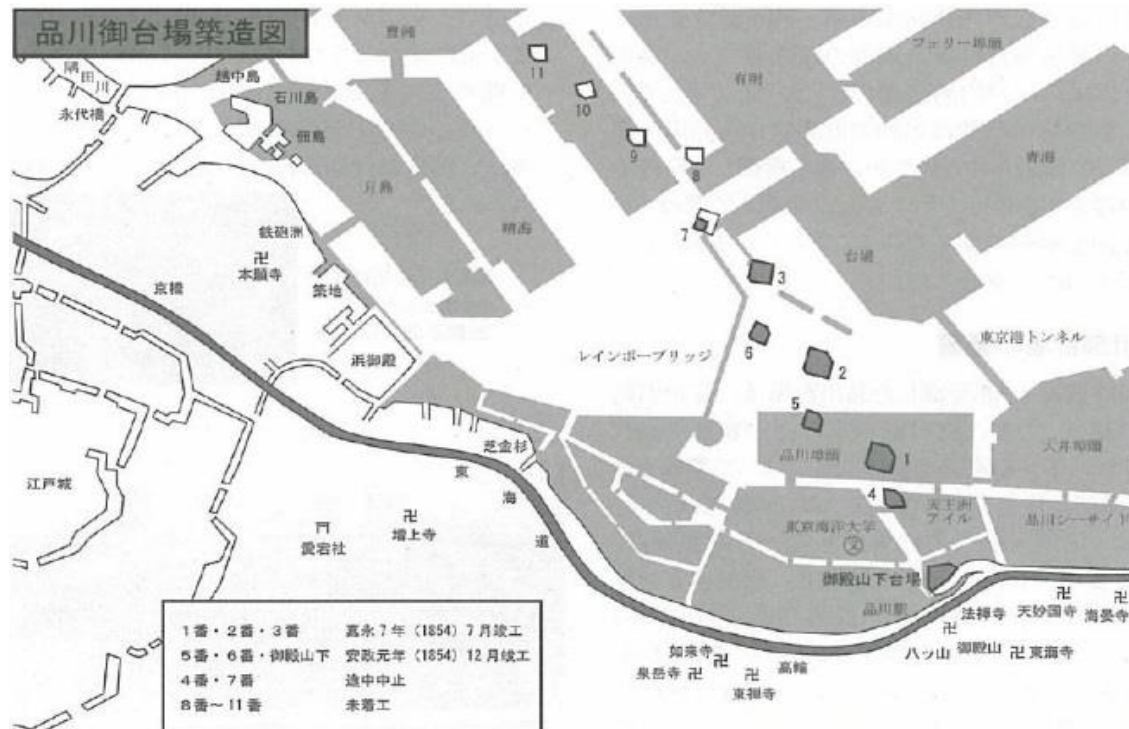 品川御台場築造図
隅田川
永代橋
越中島
石川島
佃島
月島
豊洲
晴海
有明
フェリー埠頭
青海
台場
11
10
9
8
7
3
6
2
5
1
4
鉄砲洲
卍
本願寺
築地
京橋
浜御殿
レインボーブリッジ
東京港トンネル
品川埠頭
大井埠頭
芝金杉
東海道
江戸城
愛宕社
卍
増上寺
東京海洋大学
文
天王洲
アイル
品川シーサイド
御殿山下台場
品川駅
法禅寺
卍
天妙国寺
卍
海晏寺
卍
八ッ山
御殿山
卍東海寺
如来寺
卍
泉岳寺卍
卍
東禅寺
高輪
1番・2番・3番 嘉永7年(1854)7月竣工
5番・6番・御殿山下 安政元年(1854)12月竣工
4番・7番 途中中止
8番～11番 未着工